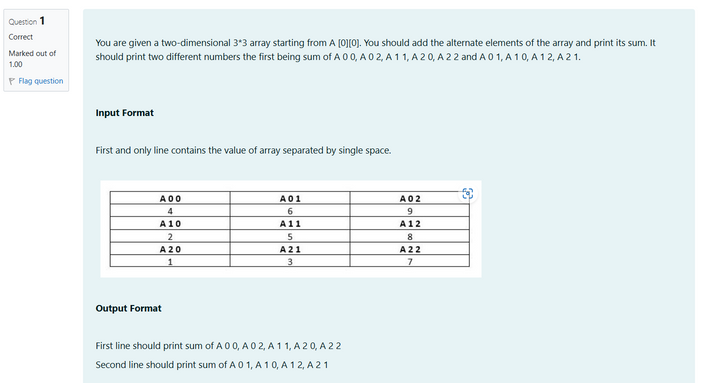 Question 1
Correct
Marked out of
1.00
Flag question
You are given a two-dimensional 3*3 array starting from A [0][0]. You should add the alternate elements of the array and print its sum. It
should print two different numbers the first being sum of A 0 0, A 0 2, A 1 1, A 2 0, A 2 2 and A 0 1, A 1 0, A 1 2, A 2 1.
Input Format
First and only line contains the value of array separated by single space.
A 0 0 A 0 1 A 0 2
4 6 9
A 1 0 A 1 1 A 1 2
2 5 8
A 2 0 A 2 1 A 2 2
1 3 7
Output Format
First line should print sum of A 0 0, A 0 2, A 1 1, A 2 0, A 2 2
Second line should print sum of A 0 1, A 1 0, A 1 2, A 2 1